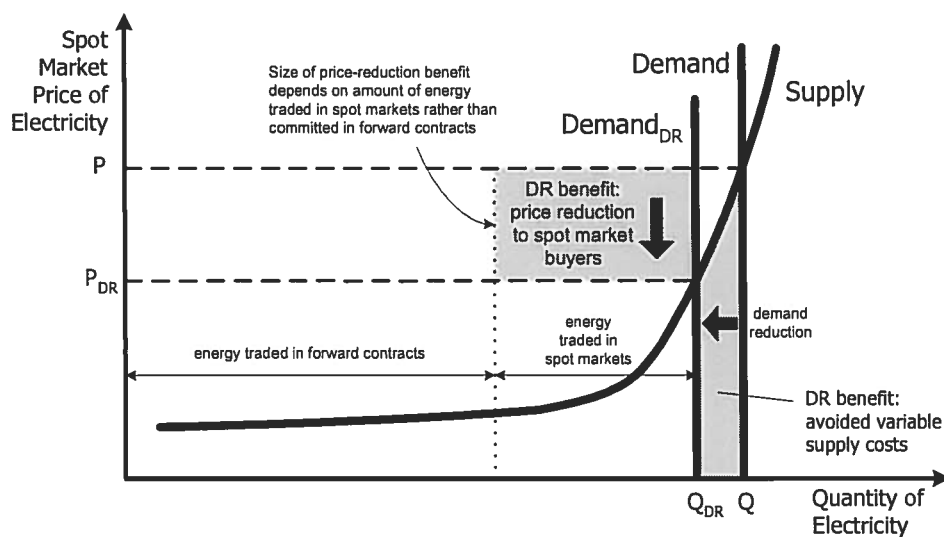 Spot
Market
Price of
Electricity
Size of price-reduction benefit
depends on amount of energy
traded in spot markets rather than
committed in forward contracts
Demand
Supply
Demand_DR
P
DR benefit:
price reduction
to spot market
buyers
P_DR
energy traded in forward contracts
energy
traded in
spot markets
demand
reduction
DR benefit:
avoided variable
supply costs
Q_DR
Q
Quantity of
Electricity